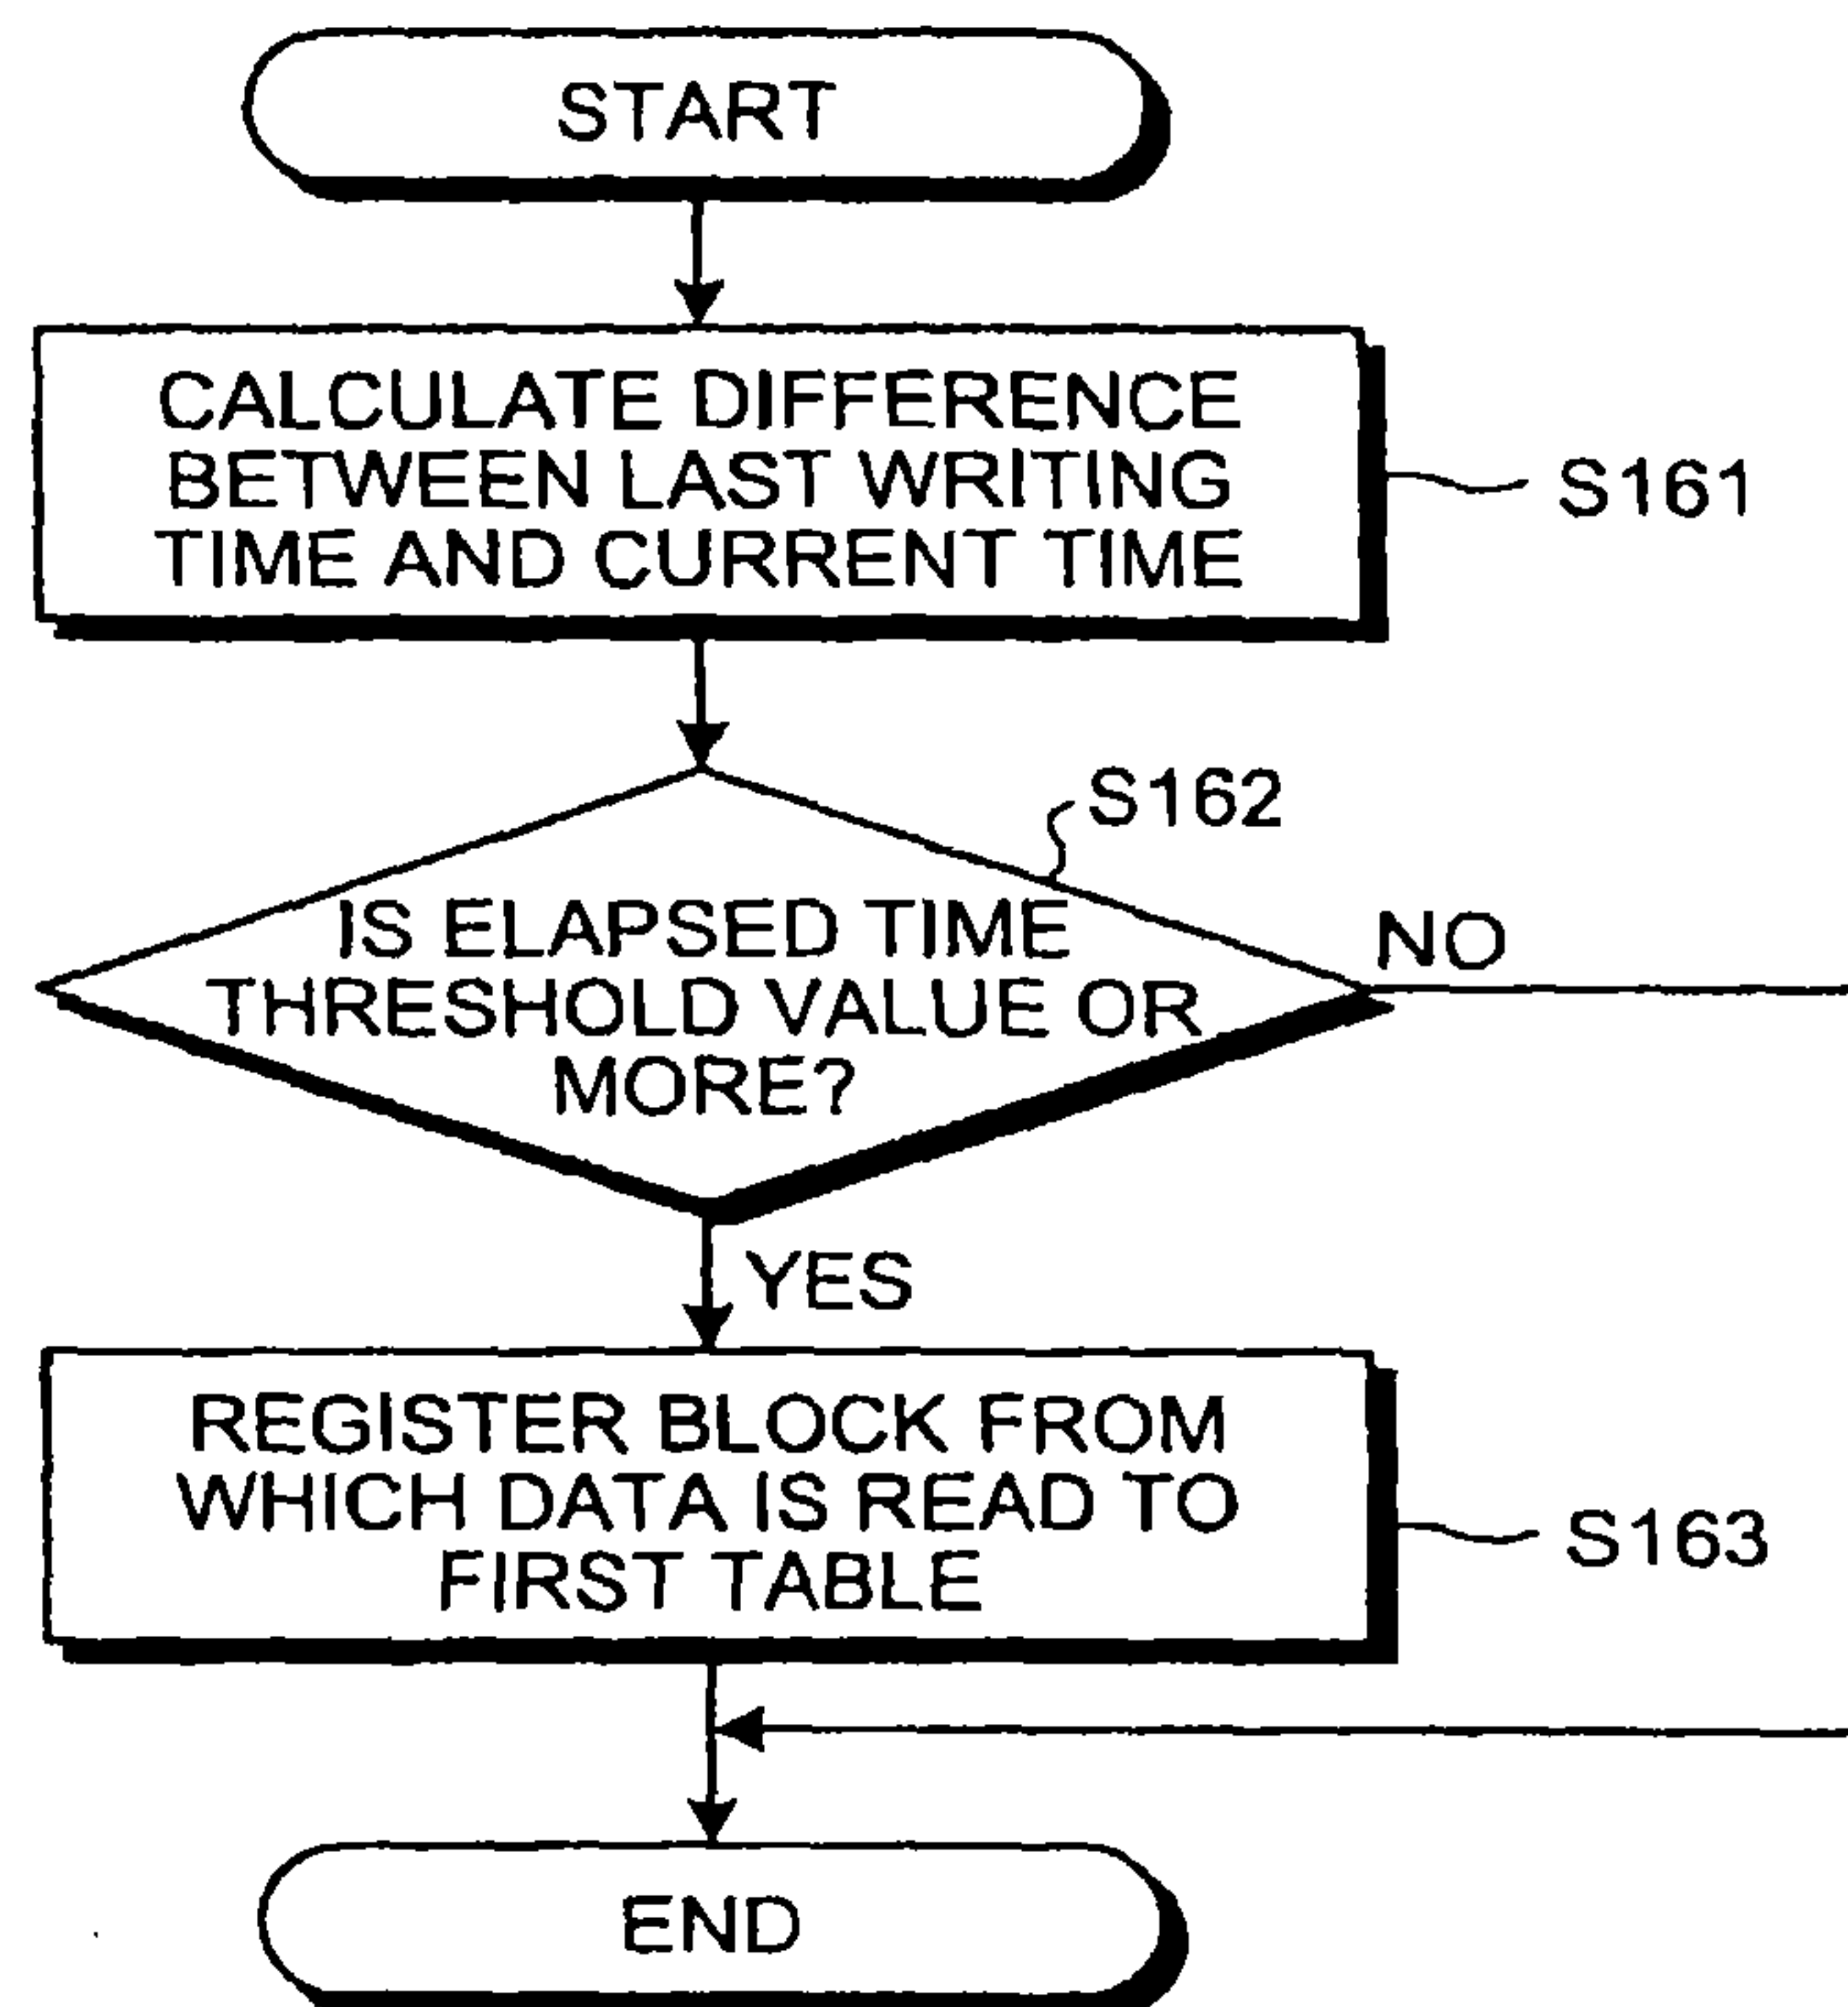 START
CALCULATE DIFFERENCE
BETWEEN LAST WRITING
TIME AND CURRENT TIME
S161
S162
IS ELAPSED TIME
THRESHOLD VALUE OR
MORE?
NO
YES
REGISTER BLOCK FROM
WHICH DATA IS READ TO
FIRST TABLE
S163
END